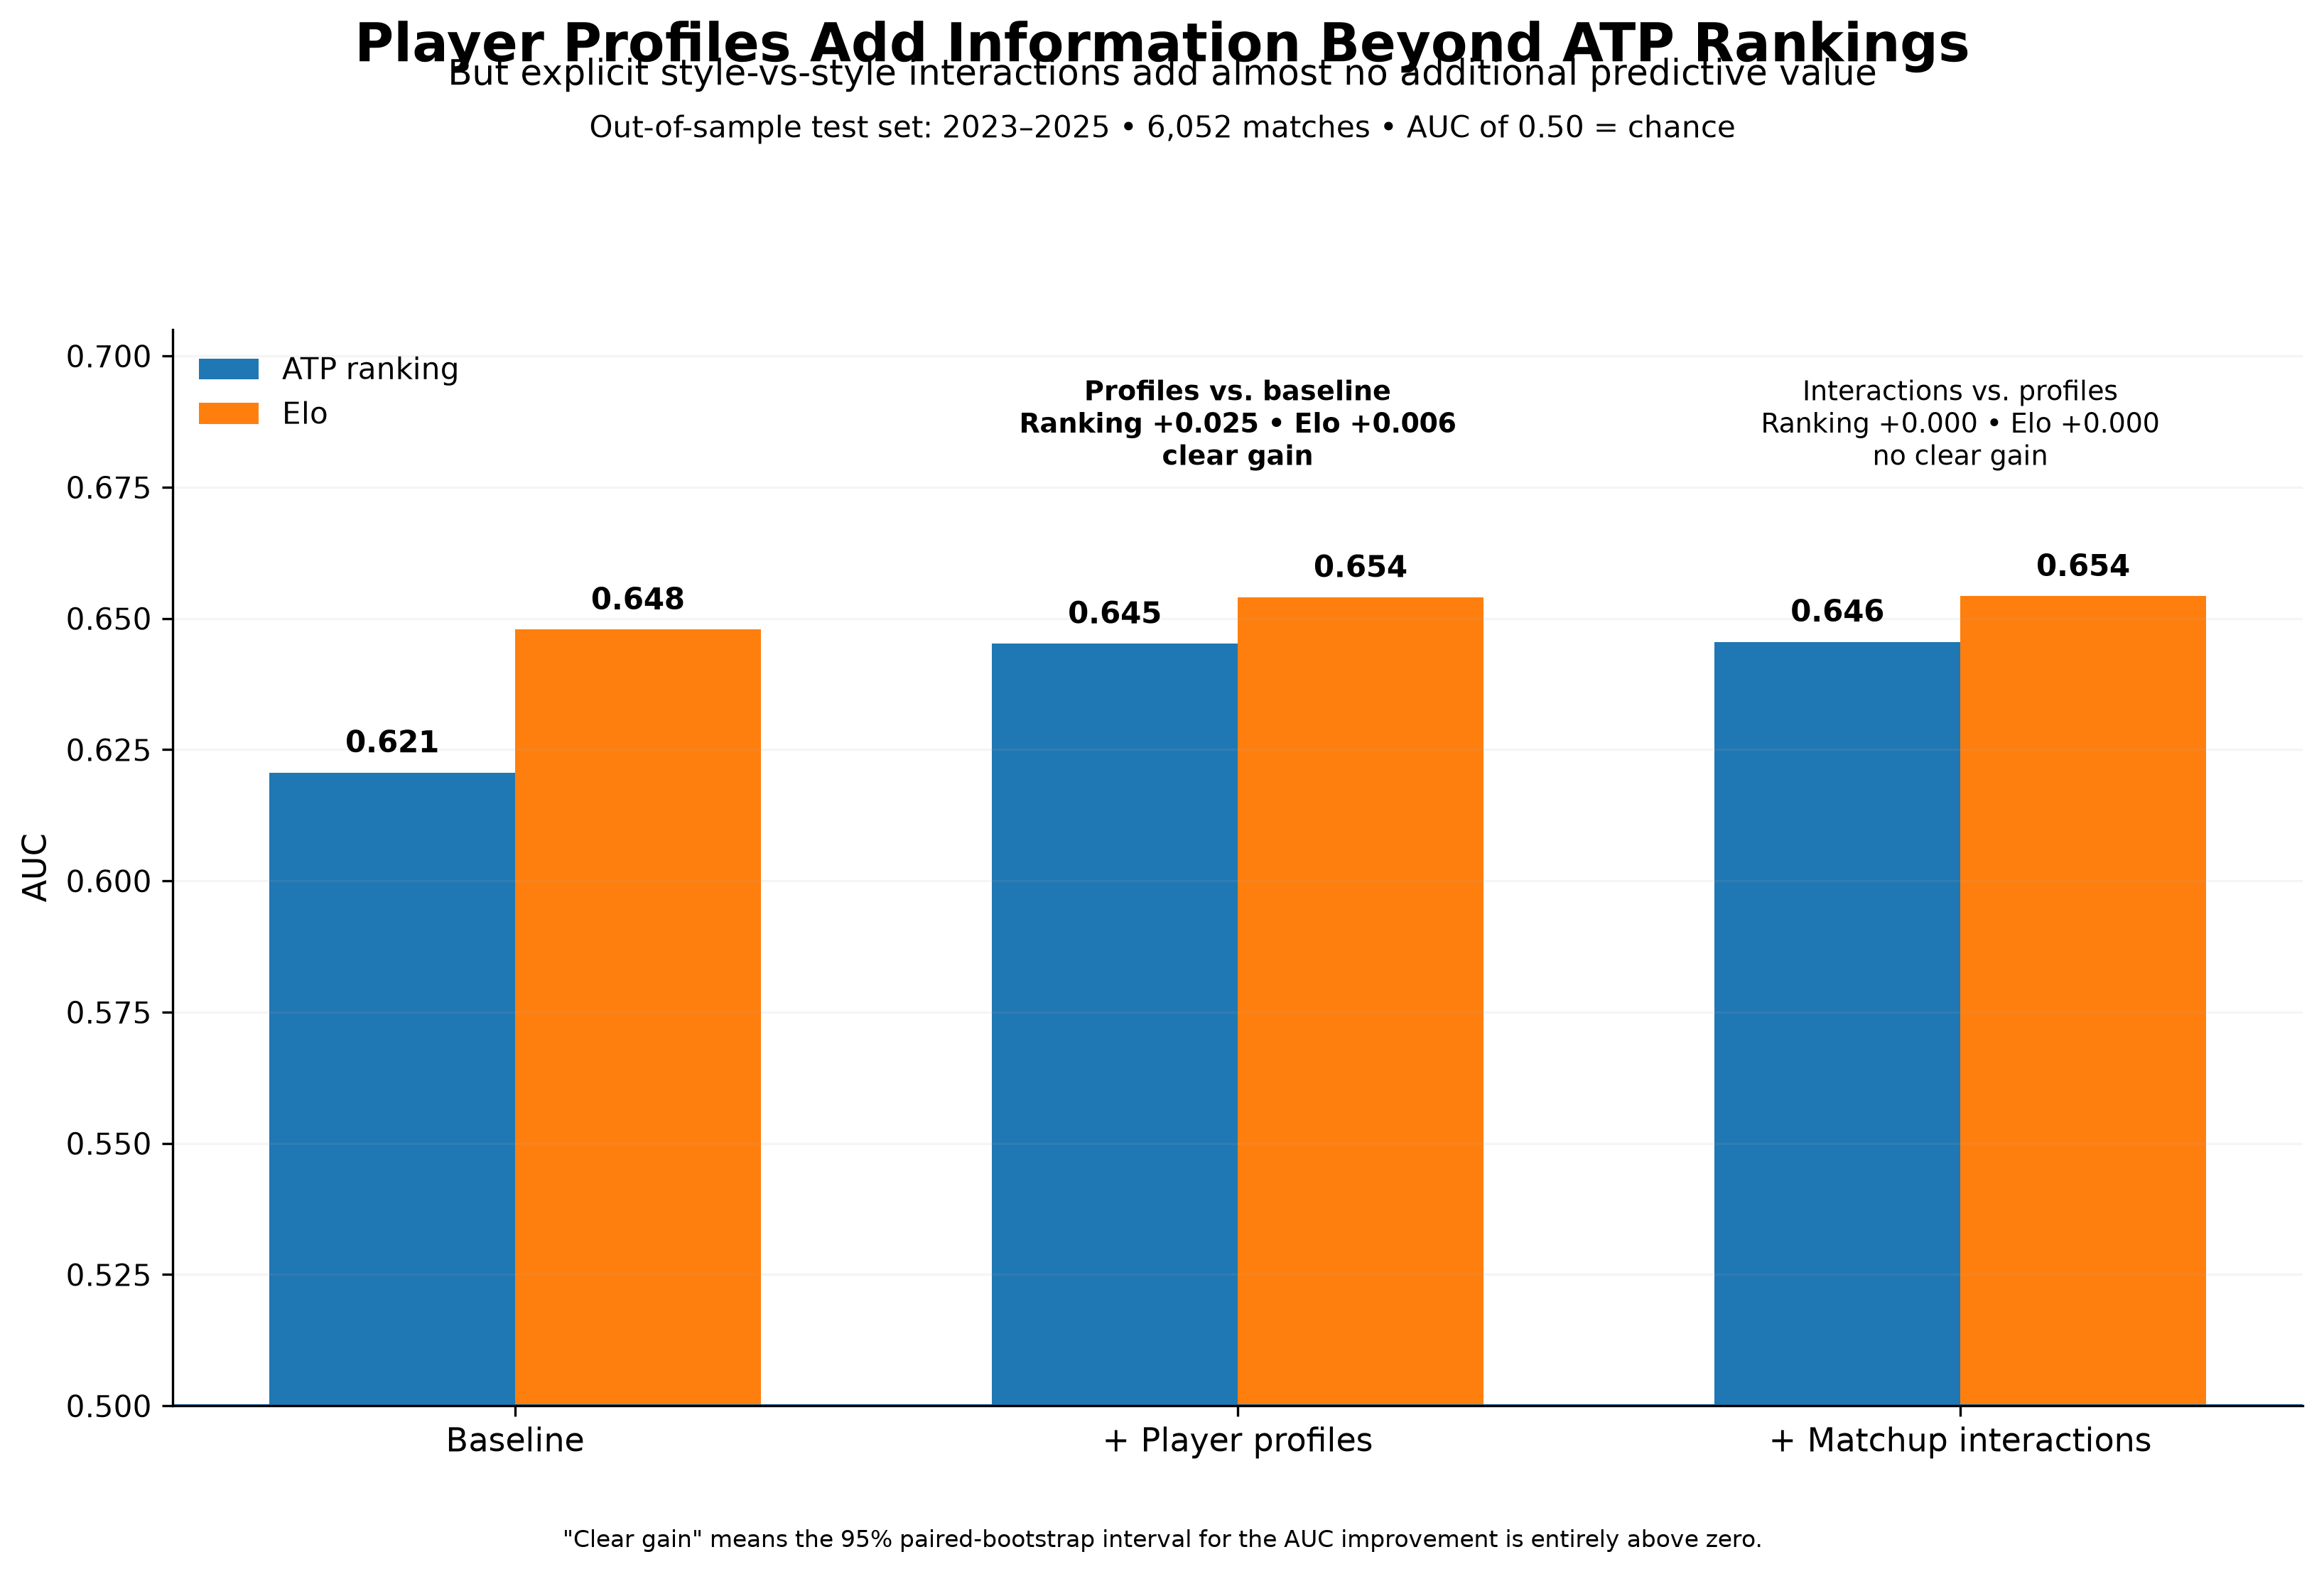 Player Profiles Add Information Beyond ATP Rankings
But explicit style-vs-style interactions add almost no additional predictive value
Out-of-sample test set: 2023–2025 • 6,052 matches • AUC of 0.50 = chance
ATP ranking
Elo
Profiles vs. baseline
Ranking +0.025 • Elo +0.006
clear gain
Interactions vs. profiles
Ranking +0.000 • Elo +0.000
no clear gain
0.700
0.675
0.650
0.625
0.600
0.575
0.550
0.525
0.500
AUC
0.621
0.648
0.645
0.654
0.646
0.654
Baseline
+ Player profiles
+ Matchup interactions
"Clear gain" means the 95% paired-bootstrap interval for the AUC improvement is entirely above zero.